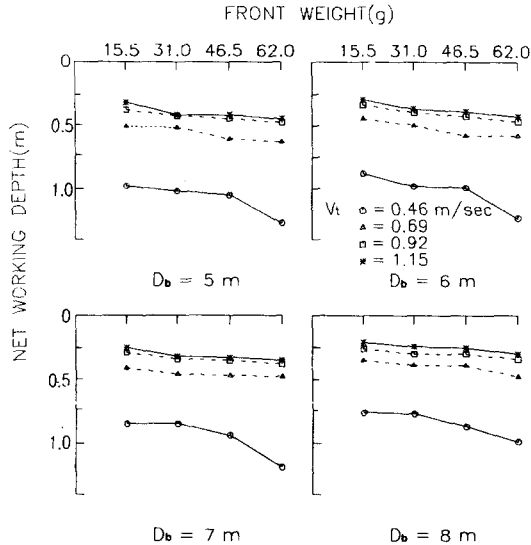 FRONT WEIGHT(g)
15.5 31.0 46.5 62.0
15.5 31.0 46.5 62.0
NET WORKING DEPTH(m)
0
0.5
1.0
0
Vt
= 0.46 m/sec
= 0.69
= 0.92
= 1.15
Db = 5 m
Db = 6 m
0
0.5
1.0
0
Db = 7 m
Db = 8 m